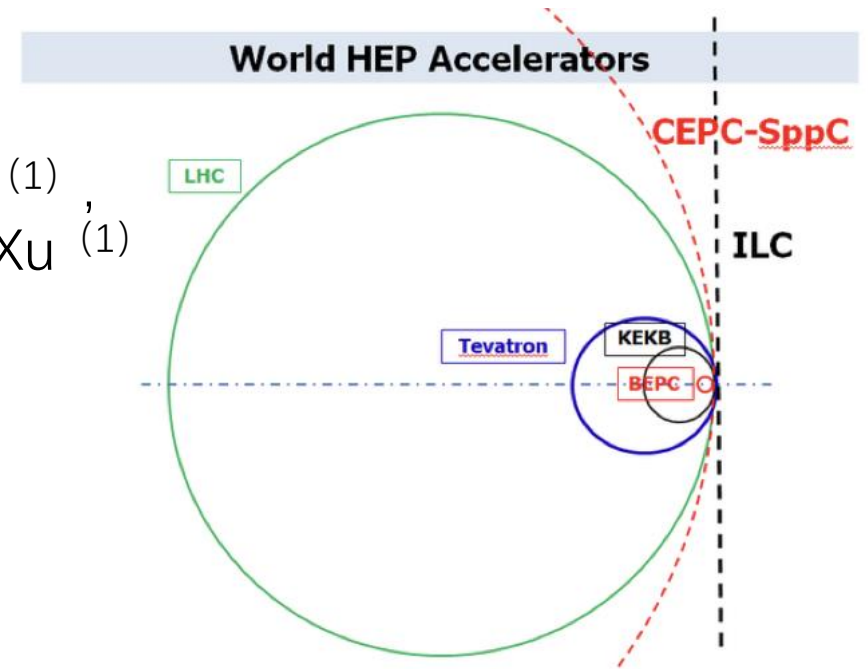 World HEP Accelerators
CEPC-SppC
LHC
(1) ,
Xu (1)
ILC
KEKB
Tevatron
BEPC